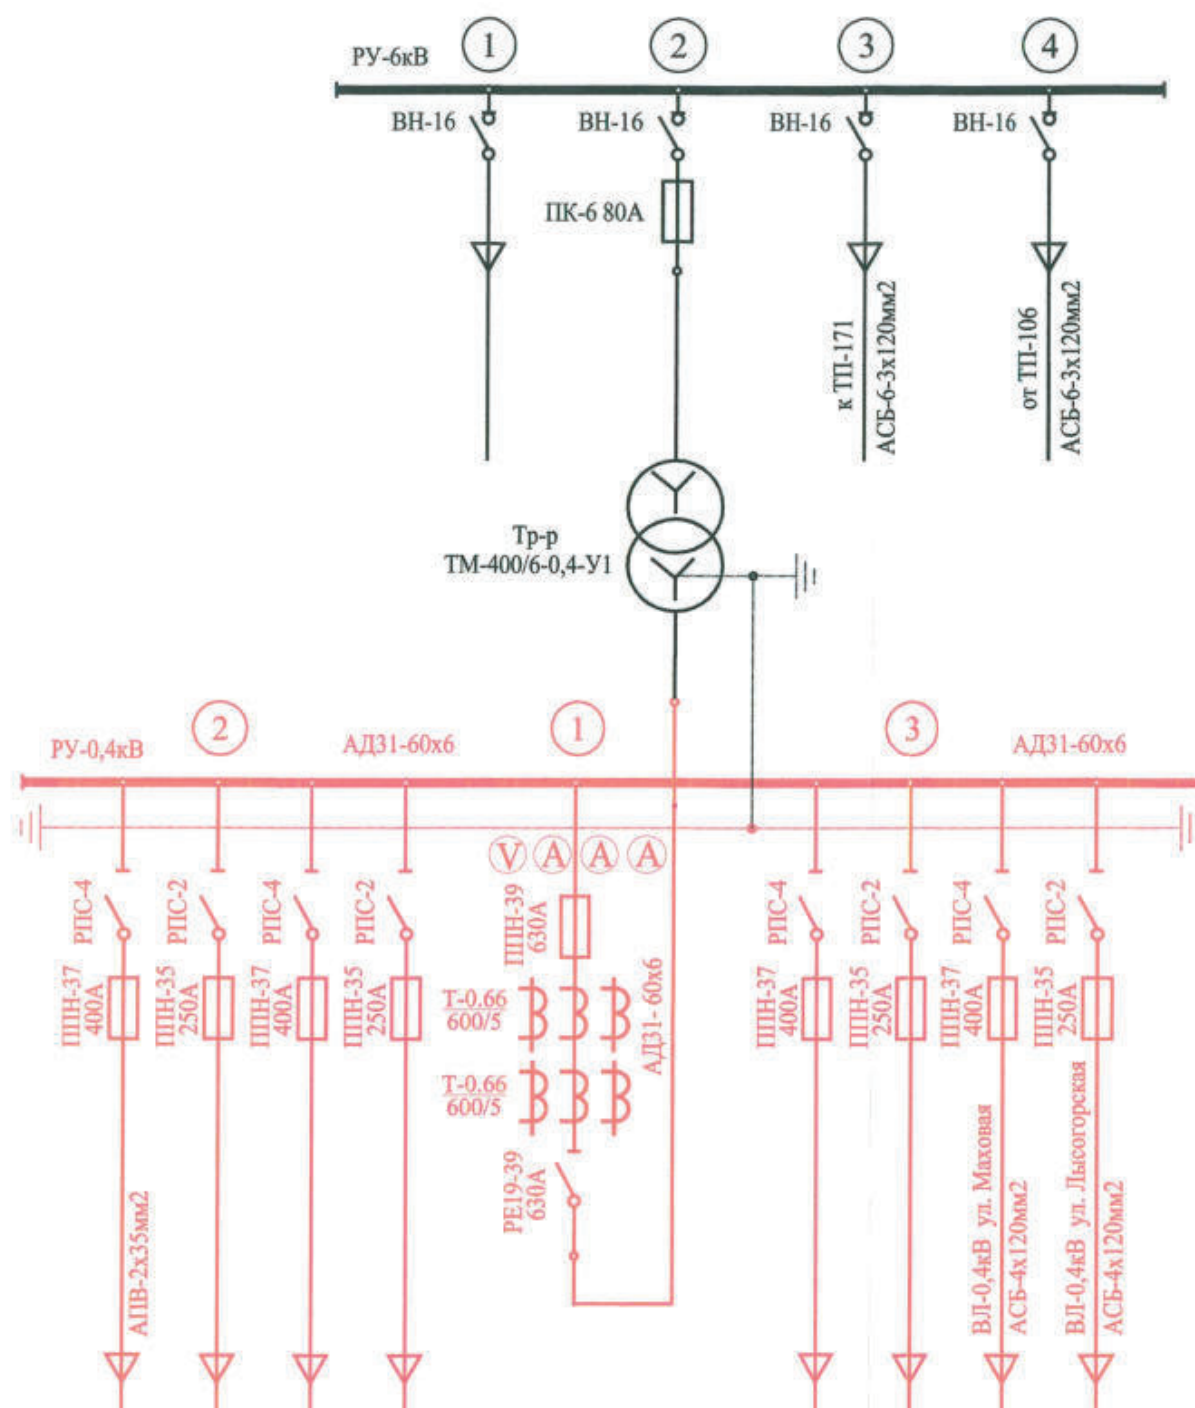 1
2
3
4
РУ-6кВ
ВН-16
ВН-16
ВН-16
ВН-16
ПК-6 80А
к ТП-171
АСБ-6-3х120мм2
от ТП-106
АСБ-6-3х120мм2
Тр-р
ТМ-400/6-0,4-У1
2
1
3
РУ-0,4кВ
АД31-60х6
АД31-60х6
V
A
A
A
РПС-4
РПС-2
РПС-4
РПС-2
ППН-39
630А
РПС-4
РПС-2
РПС-4
РПС-2
ППН-37
400А
ППН-35
250А
ППН-37
400А
ППН-35
250А
Т-0.66
600/5
АД31- 60х6
ППН-37
400А
ППН-35
250А
ППН-37
400А
ППН-35
250А
Т-0.66
600/5
РЕ19-39
630А
АПВ-2х35мм2
ВЛ-0,4кВ ул. Маховая
АСБ-4х120мм2
ВЛ-0,4кВ ул. Лысогорская
АСБ-4х120мм2